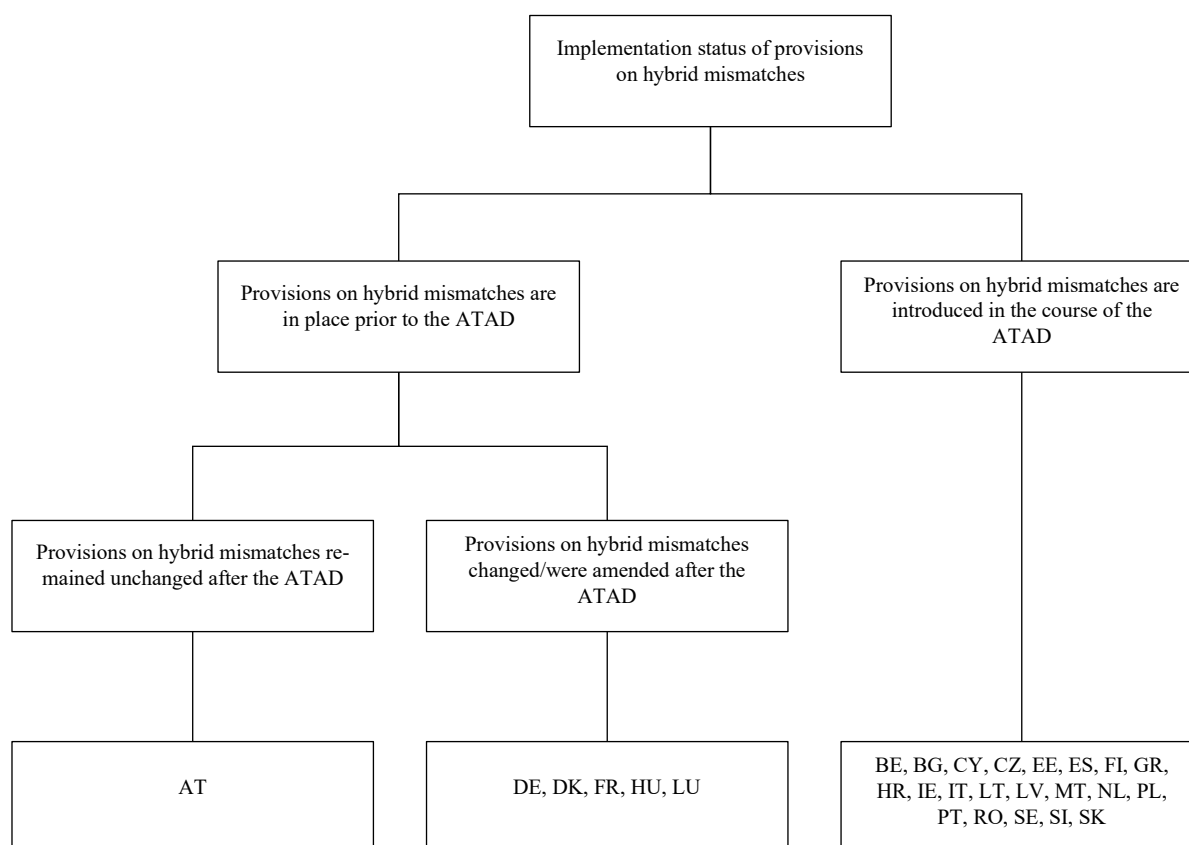 Implementation status of provisions
on hybrid mismatches
Provisions on hybrid mismatches are
in place prior to the ATAD
Provisions on hybrid mismatches are
introduced in the course of the
ATAD
Provisions on hybrid mismatches re-
mained unchanged after the ATAD
Provisions on hybrid mismatches
changed/were amended after the
ATAD
AT
DE, DK, FR, HU, LU
BE, BG, CY, CZ, EE, ES, FI, GR,
HR, IE, IT, LT, LV, MT, NL, PL,
PT, RO, SE, SI, SK